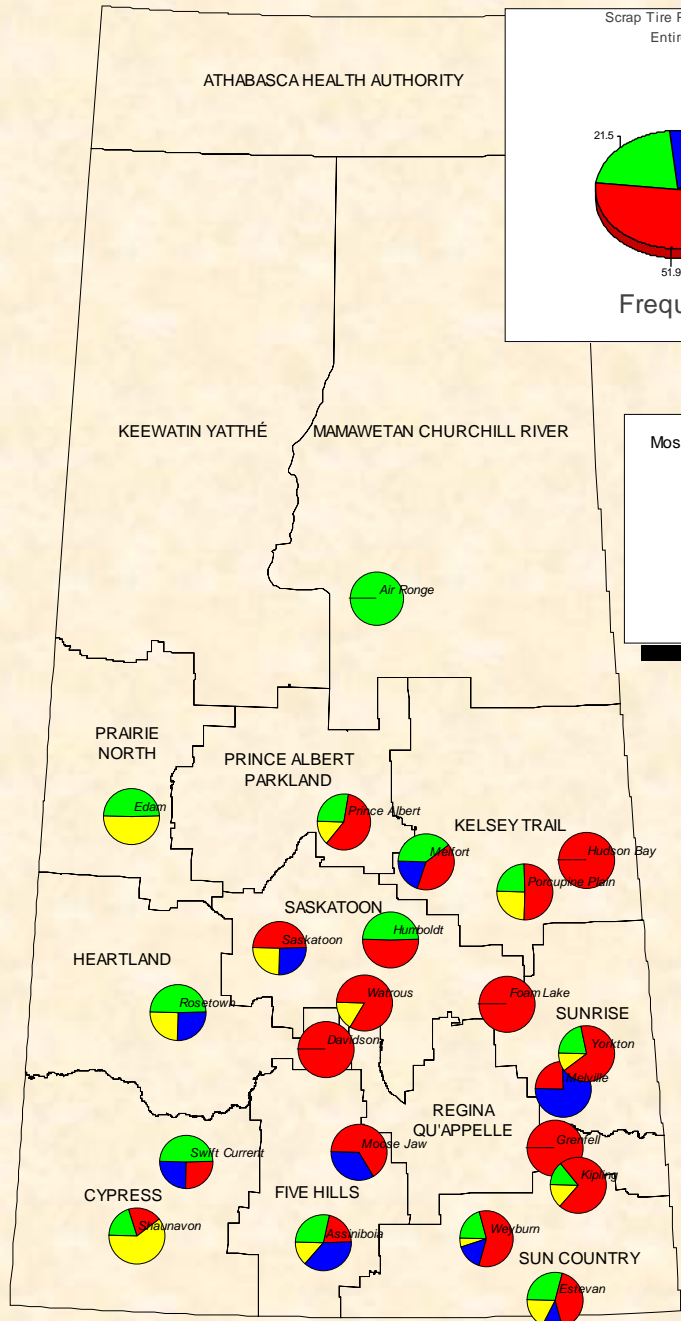 Scrap Tire
Entir
ATHABASCA HEALTH AUTHORITY
21.5
51.9
Frequ
KEEWATIN YATTHÉ
MAMAWETAN CHURCHILL RIVER
Mos
Air Ronge
PRAIRIE
NORTH
PRINCE ALBERT
PARKLAND
Edam
Prince Albert
KELSEY TRAIL
Melfort
Hudson Bay
Porcupine Plain
SASKATOON
Humboldt
Saskatoon
HEARTLAND
Rosetown
Watrous
Foam Lake
SUNRISE
Davidson
Yorkton
Melville
REGINA
QU'APPELLE
Moose Jaw
Grenfell
Swift Current
Kipling
CYPRESS
FIVE HILLS
Shaunavon
Assiniboia
Weyburn
SUN COUNTRY
Estevan